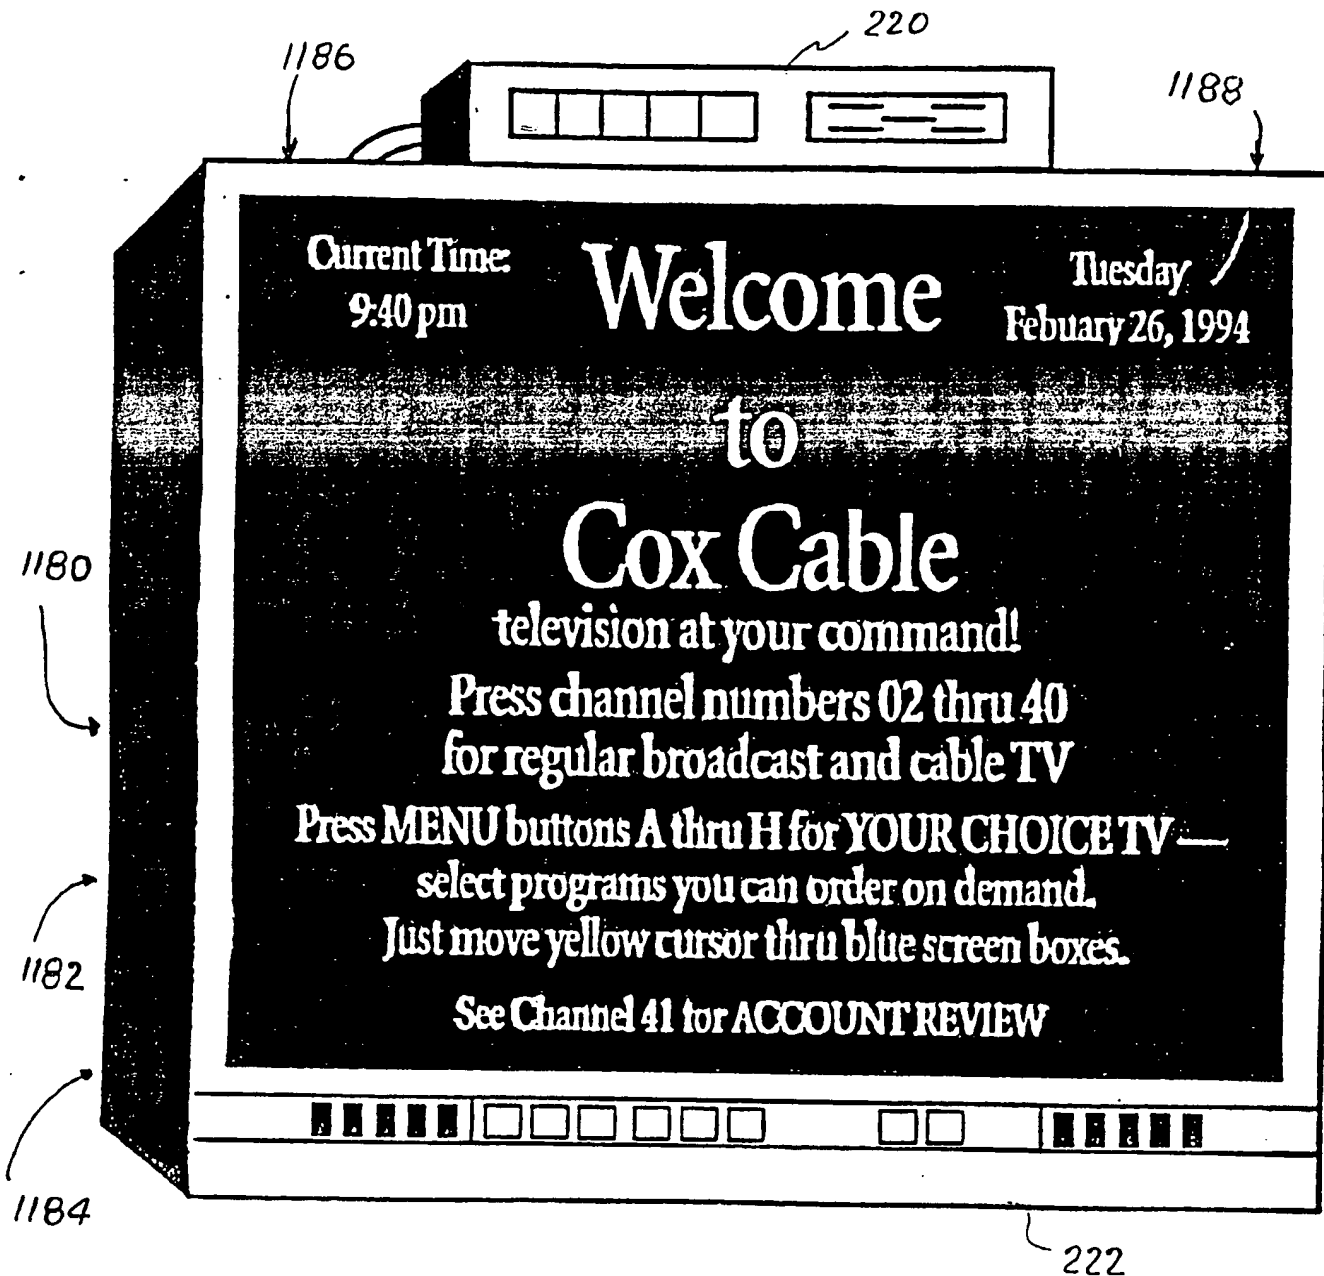 220
1186
1188
Current Time:
9:40 pm
Welcome
Tuesday
Febuary 26, 1994
to
Cox Cable
television at your command!
Press channel numbers 02 thru 40
for regular broadcast and cable TV
Press MENU buttons A thru H for YOUR CHOICE TV —
select programs you can order on demand.
Just move yellow cursor thru blue screen boxes.
See Channel 41 for ACCOUNT REVIEW
1180
1182
1184
222